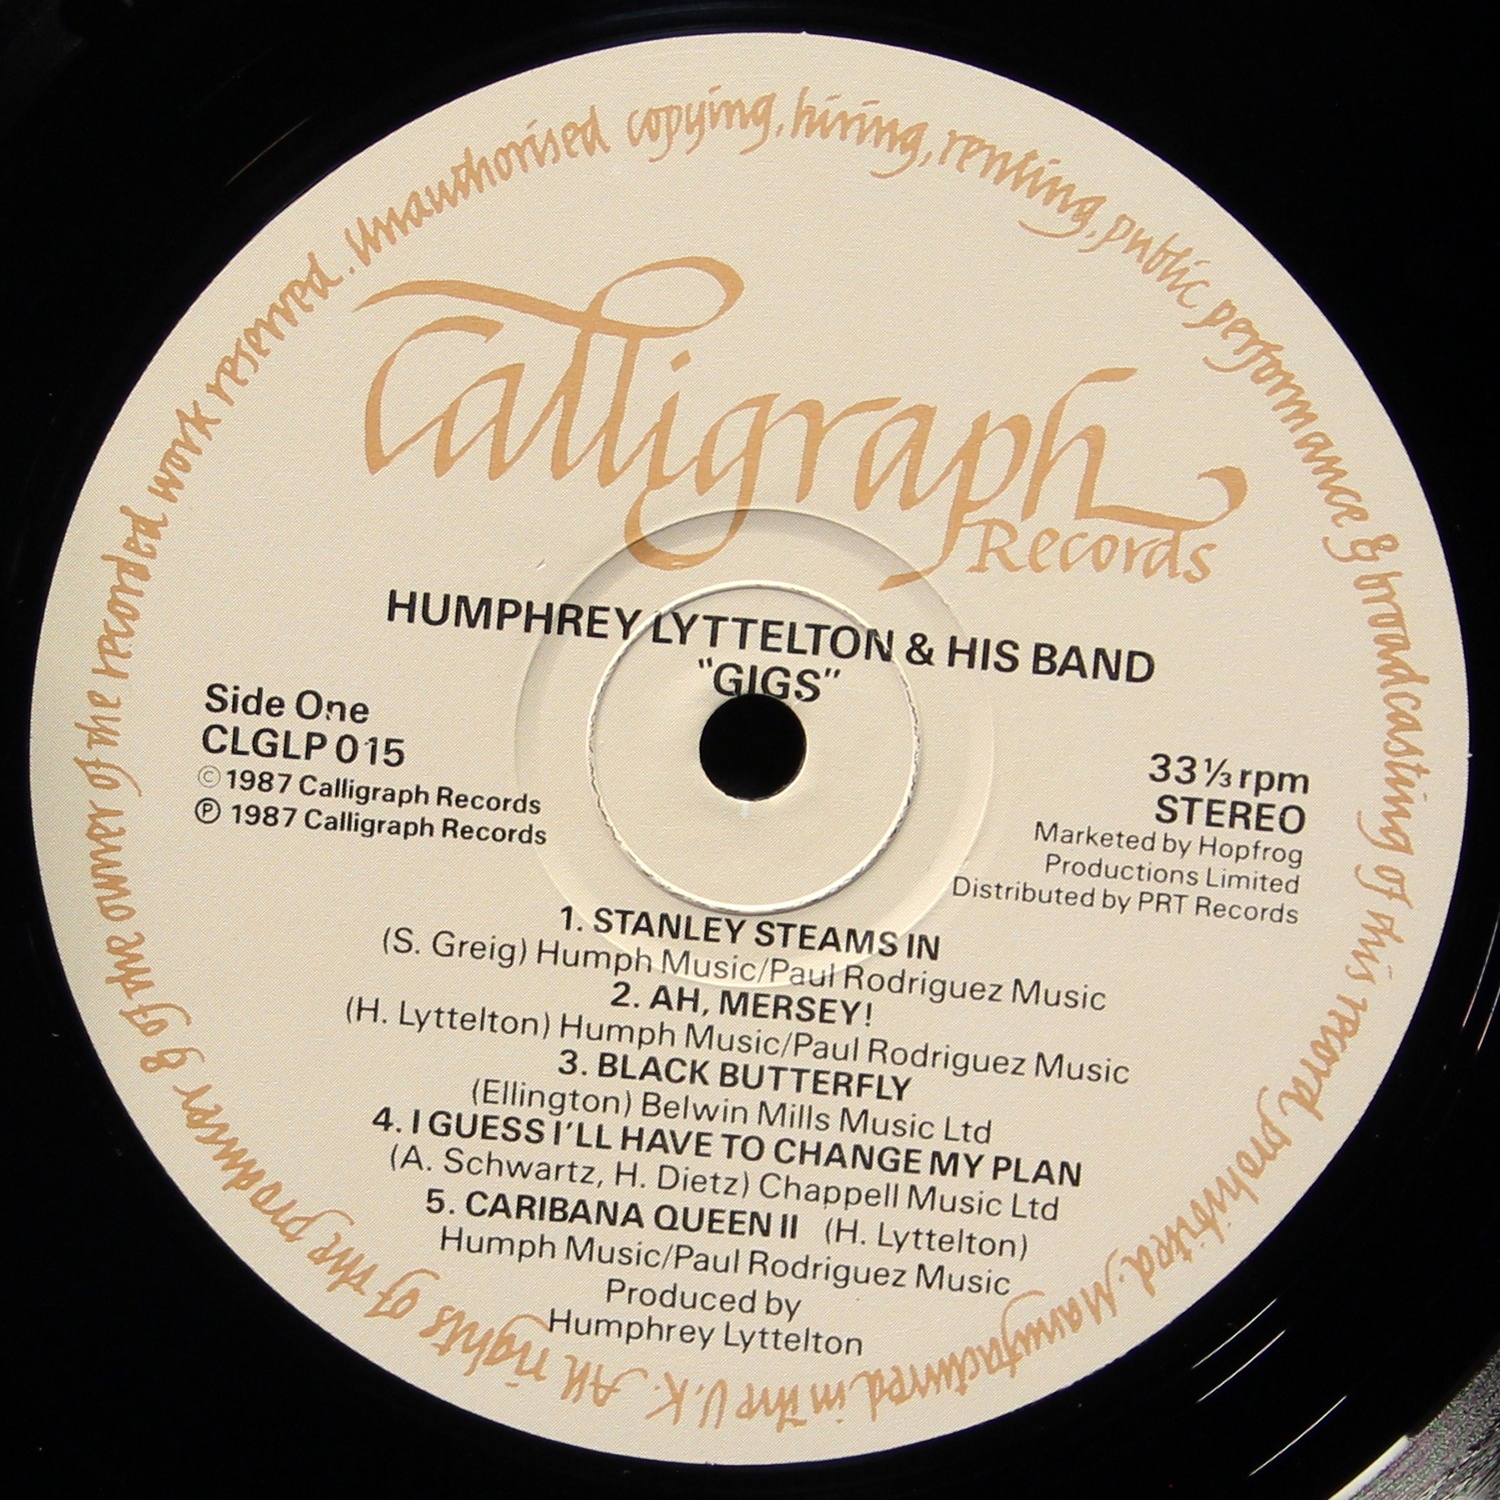 Calligraph
Records
HUMPHREY LYTTELTON & HIS BAND
"GIGS"
Side One
CLGLP 015
© 1987 Calligraph Records
℗ 1987 Calligraph Records
33⅓ rpm
STEREO
Marketed by Hopfrog
Productions Limited
Distributed by PRT Records
1. STANLEY STEAMS IN
(S. Greig) Humph Music/Paul Rodriguez Music
2. AH, MERSEY!
(H. Lyttelton) Humph Music/Paul Rodriguez Music
3. BLACK BUTTERFLY
(Ellington) Belwin Mills Music Ltd
4. I GUESS I'LL HAVE TO CHANGE MY PLAN
(A. Schwartz, H. Dietz) Chappell Music Ltd
5. CARIBANA QUEEN II (H. Lyttelton)
Humph Music/Paul Rodriguez Music
Produced by
Humphrey Lyttelton
All rights of the producer & of the owner of the recorded work reserved. Unauthorised copying, hiring, renting, public performance & broadcasting of this record prohibited. Manufactured in the U.K.